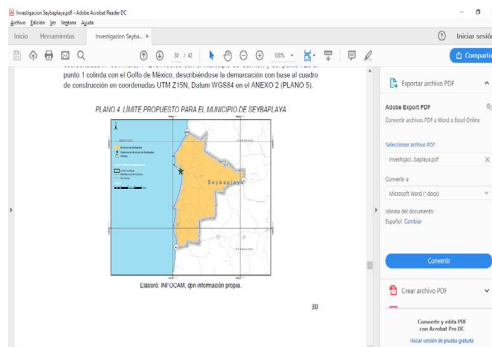 Investigacion Seybaplaya.pdf - Adobe Acrobat Reader DC
Archivo Edición Ver Ventana Ayuda
Inicio Herramientas Investigacion Seyba... × Iniciar sesión
30 / 42 100% Compartir
punto 1 colinda con el Golfo de México, describiéndose la demarcación con base al cuadro
de construcción en coordenadas UTM Z15N, Datum WGS84 en el ANEXO 2 (PLANO 5).
PLANO 4. LÍMITE PROPUESTO PARA EL MUNICIPIO DE SEYBAPLAYA
Seybaplaya
Elaboró: INFOCAM, con información propia.
30
Exportar archivo PDF
Adobe Export PDF
Convertir archivos PDF a Word o Excel Online
Seleccionar archivo PDF
Investigaci...baplaya.pdf
Convertir a
Microsoft Word (*.docx)
Idioma del documento:
Español Cambiar
Convertir
Crear archivo PDF
Convierte y edita PDF
con Acrobat Pro DC
Iniciar versión de prueba gratuita